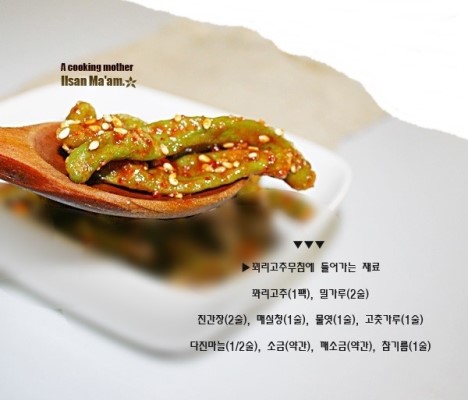 A cooking mother
Ilsan Ma'am.☆
▼▼▼
▶꽈리고추무침에 들어가는 재료
꽈리고추(1팩), 밀가루(2술)
진간장(2술), 매실청(1술), 물엿(1술), 고춧가루(1술)
다진마늘(1/2술), 소금(약간), 깨소금(약간), 참기름(1술)